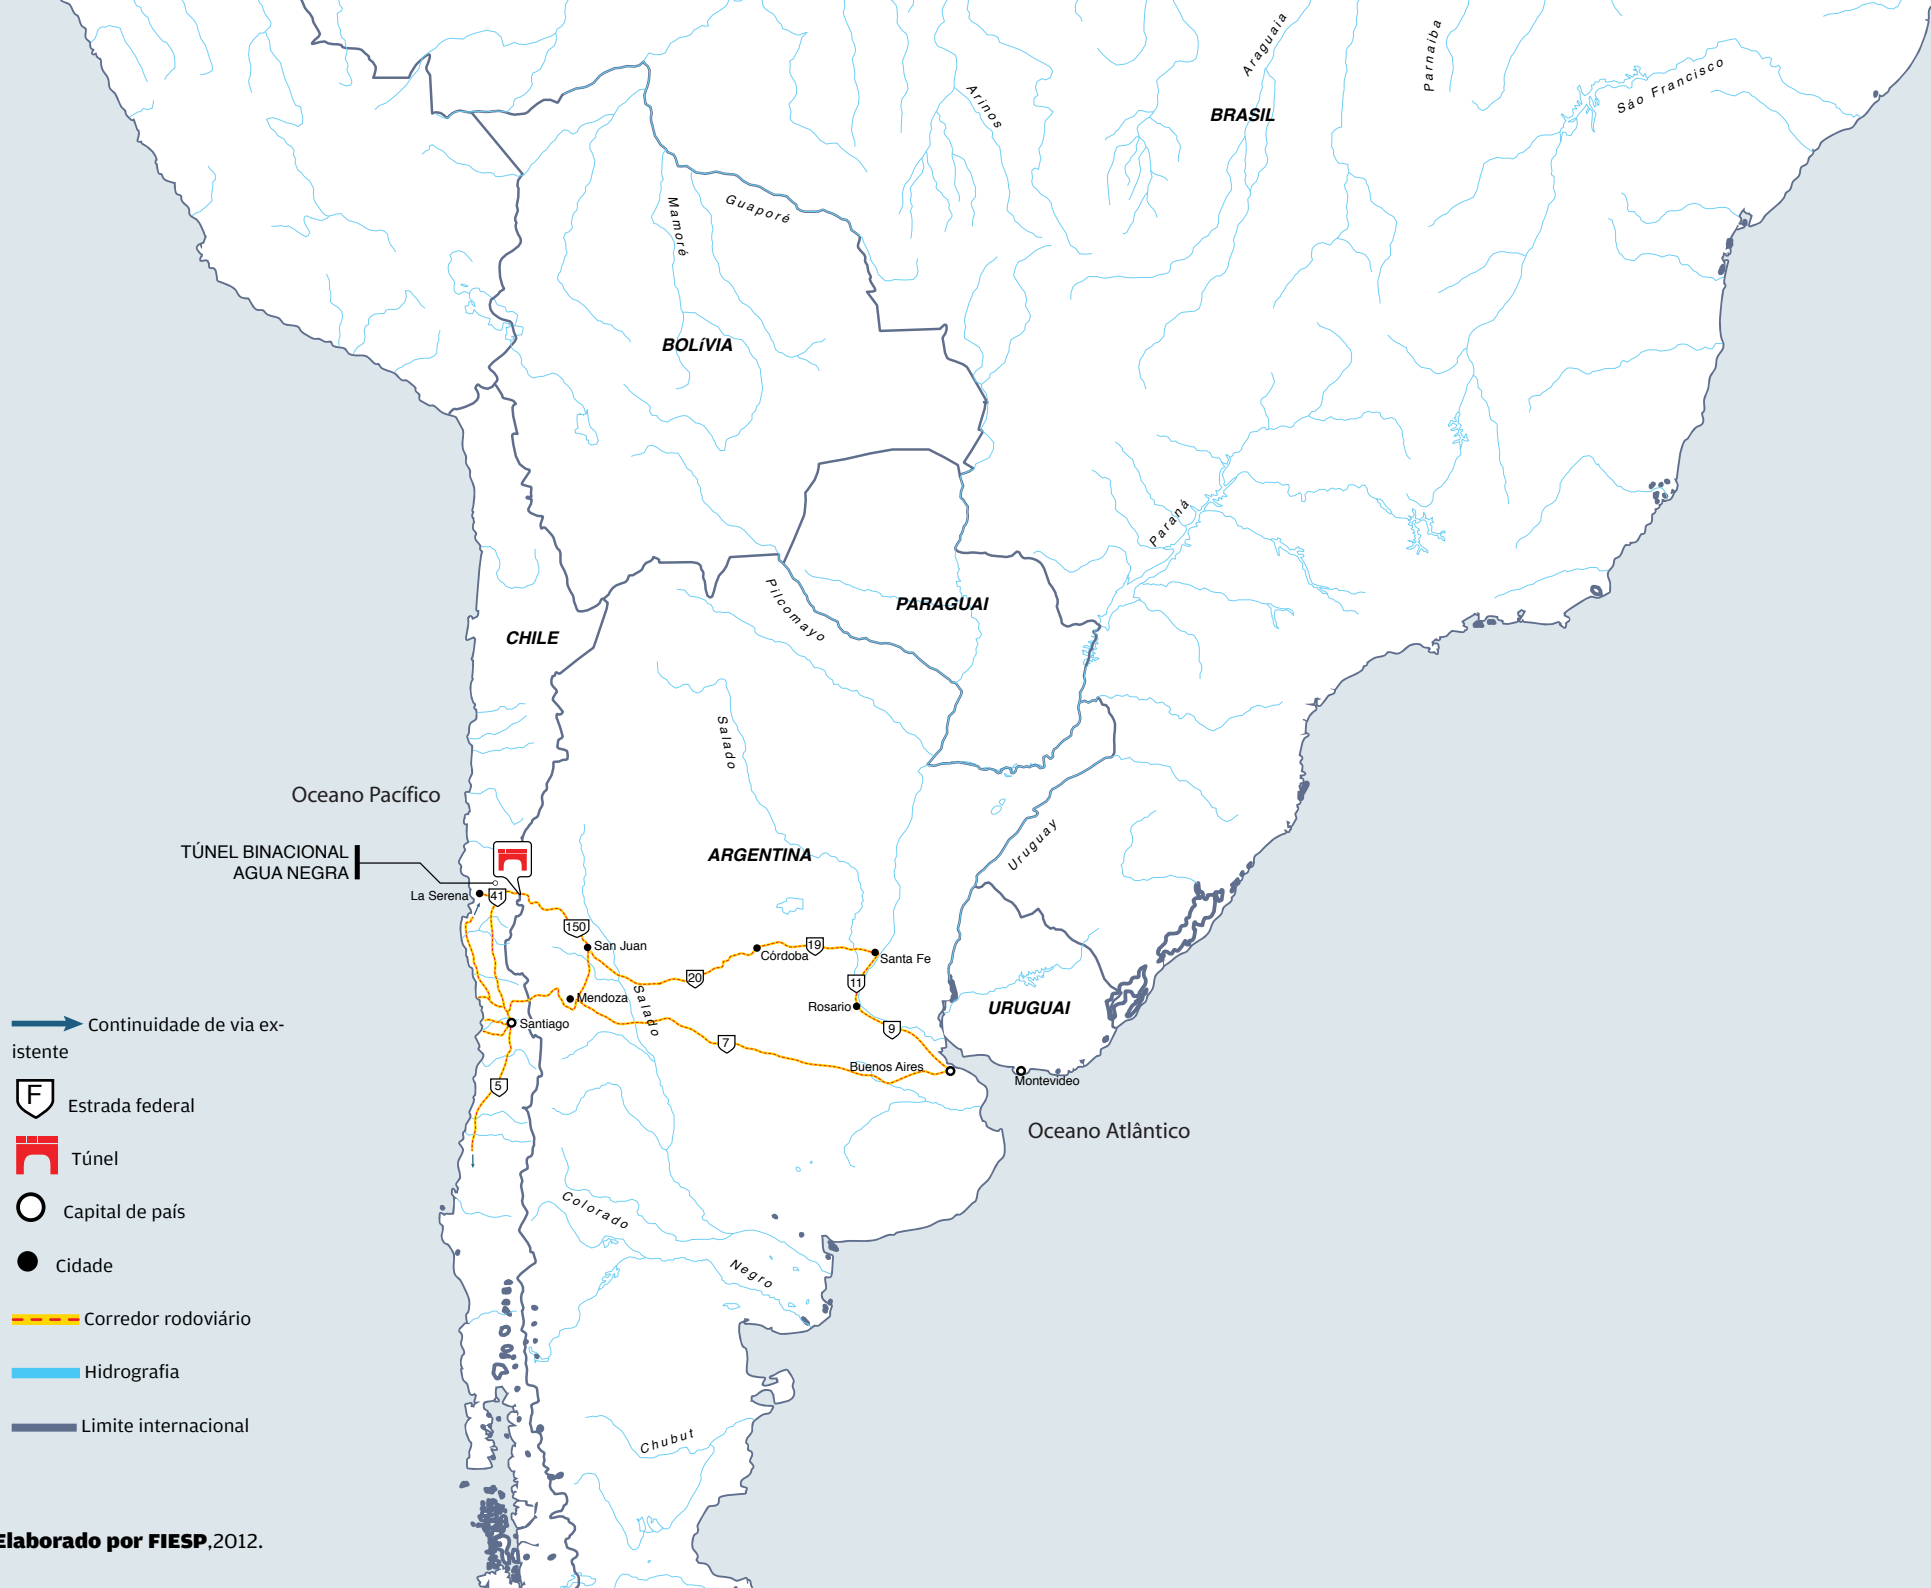 Araguaia
Parnaiba
São Francisco
Arinos
BRASIL
Mamoré
Guaporé
BOLíVIA
Paraná
Pilcomayo
PARAGUAI
CHILE
Salado
Oceano Pacífico
Uruguay
TÚNEL BINACIONAL
AGUA NEGRA
ARGENTINA
La Serena
41
150
San Juan
Córdoba
19
Santa Fe
20
11
Mendoza
Salado
Rosario
URUGUAI
Santiago
9
7
Buenos Aires
Montevideo
5
Oceano Atlântico
Colorado
Negro
Chubut
Continuidade de via ex-
istente
F Estrada federal
Túnel
Capital de país
Cidade
Corredor rodoviário
Hidrografia
Limite internacional
Elaborado por FIESP,2012.